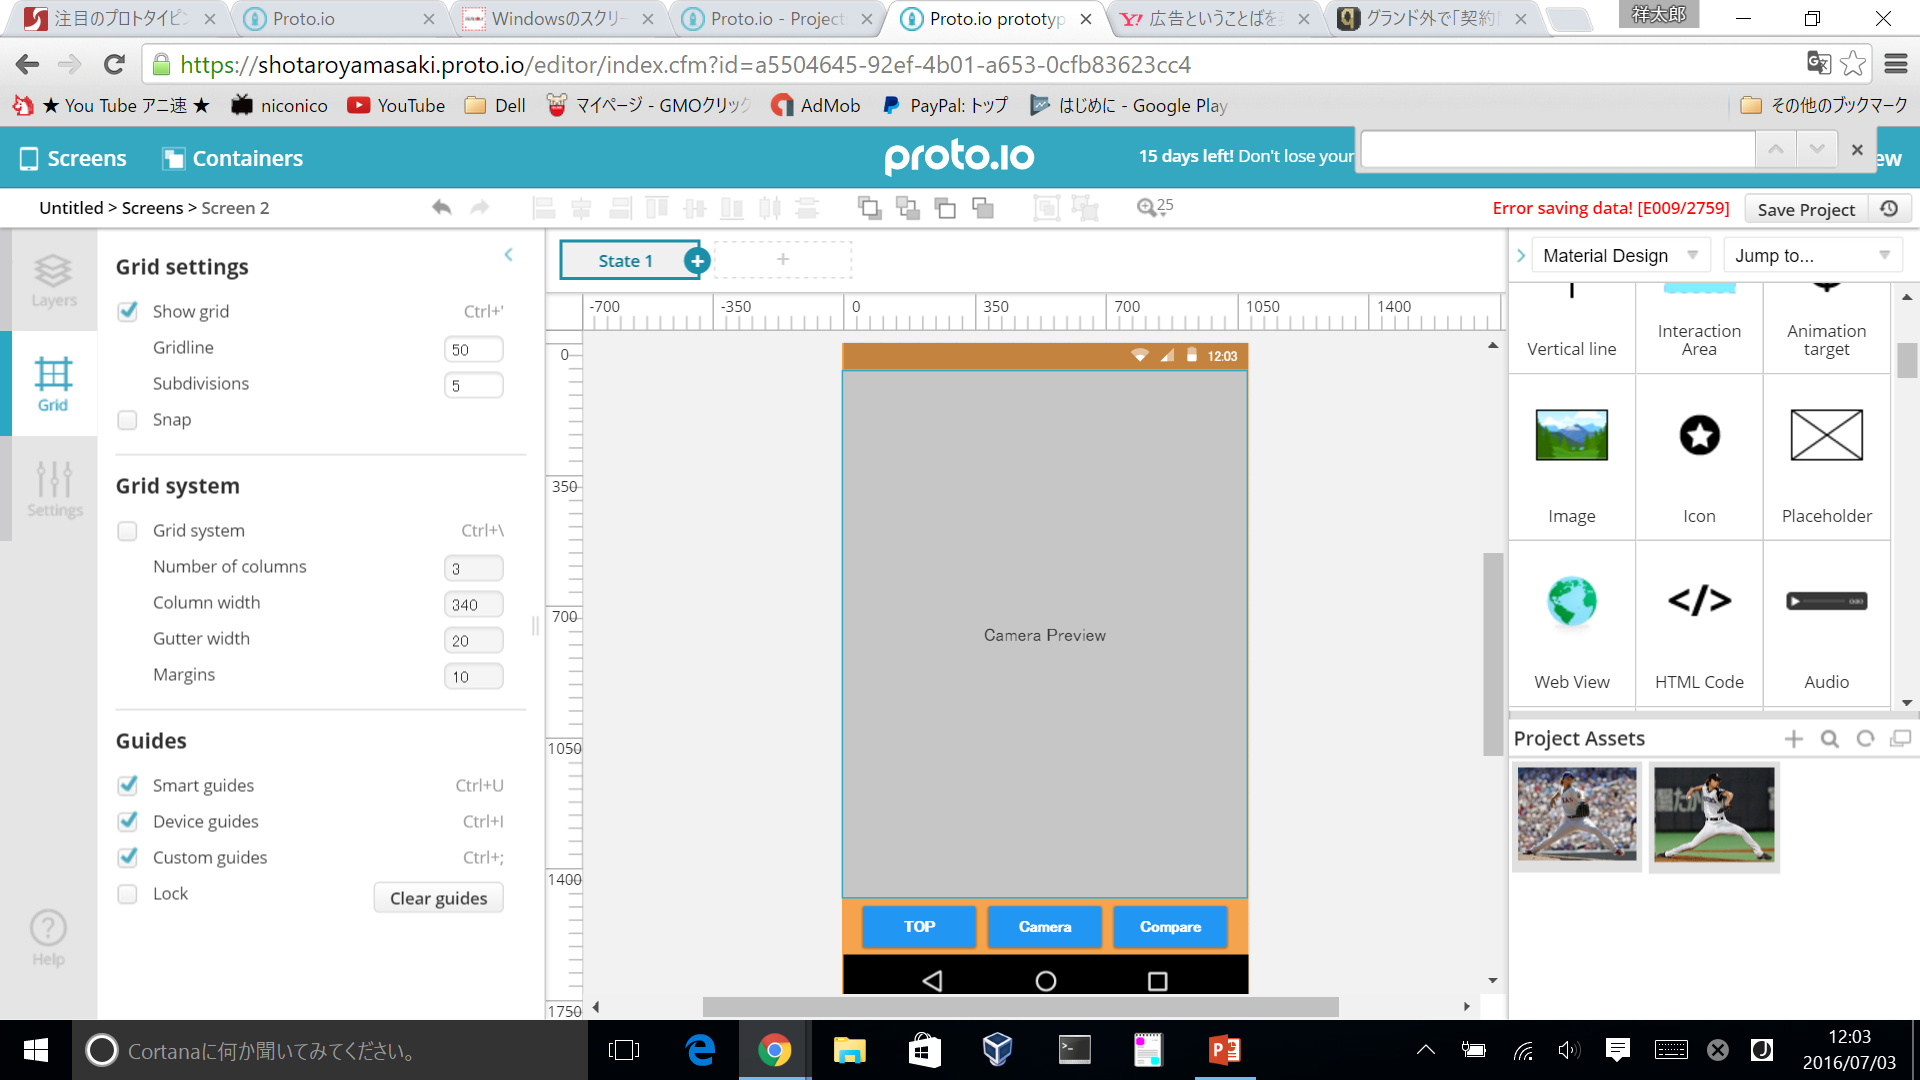 注目のプロトタイピン
Proto.io
Windowsのスクリー
Proto.io - Project
Proto.io prototyp
広告ということばを
グランド外で「契約
祥太郎
https://shotaroyamasaki.proto.io/editor/index.cfm?id=a5504645-92ef-4b01-a653-0cfb83623cc4
★ You Tube アニ速 ★
niconico
YouTube
Dell
マイページ - GMOクリック
AdMob
PayPal: トップ
はじめに - Google Play
その他のブックマーク
Screens
Containers
proto.io
15 days left! Don't lose your
ew
Untitled > Screens > Screen 2
25
Error saving data! [E009/2759]
Save Project
Layers
Grid
Settings
Help
Grid settings
Show grid
Ctrl+'
Gridline
50
Subdivisions
5
Snap
Grid system
Grid system
Ctrl+\
Number of columns
3
Column width
340
Gutter width
20
Margins
10
Guides
Smart guides
Ctrl+U
Device guides
Ctrl+I
Custom guides
Ctrl+;
Lock
Clear guides
State 1
+
-700
-350
0
350
700
1050
1400
0
350
700
1050
1400
1750
12:03
Camera Preview
TOP
Camera
Compare
Material Design
Jump to...
Vertical line
Interaction Area
Animation target
Image
Icon
Placeholder
Web View
HTML Code
Audio
Project Assets
Cortanaに何か聞いてみてください。
12:03
2016/07/03